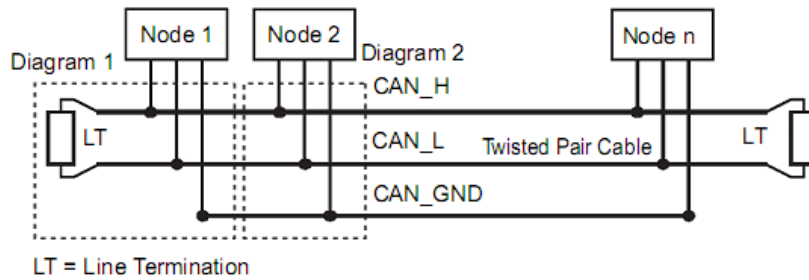 Node 1
Node 2
Node n
Diagram 1
Diagram 2
CAN_H
LT
CAN_L
Twisted Pair Cable
LT
CAN_GND
LT = Line Termination